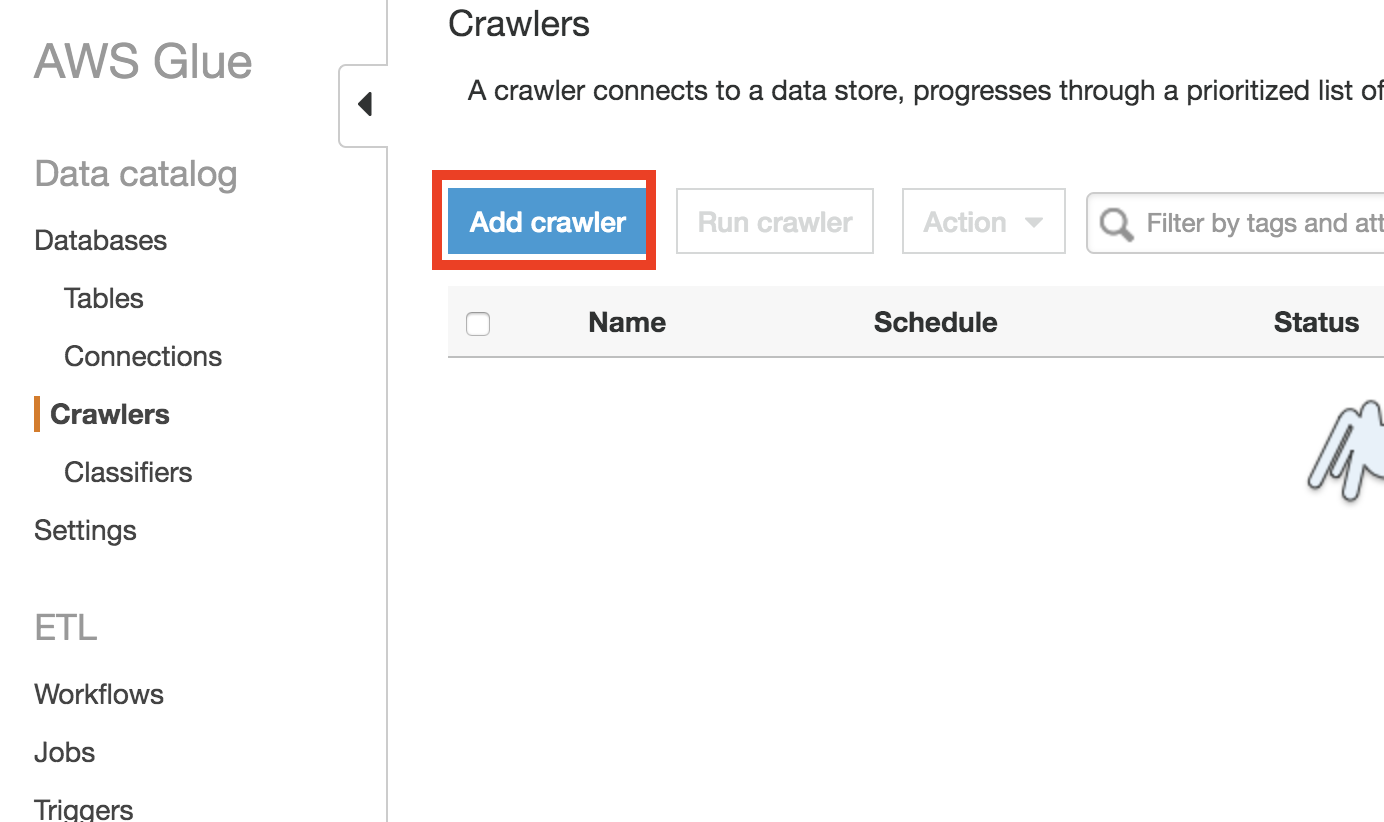 AWS Glue
Data catalog
Databases
Tables
Connections
Crawlers
Classifiers
Settings
ETL
Workflows
Jobs
Triggers
Crawlers
A crawler connects to a data store, progresses through a prioritized list of
Add crawler
Run crawler
Action
Filter by tags and att
Name
Schedule
Status